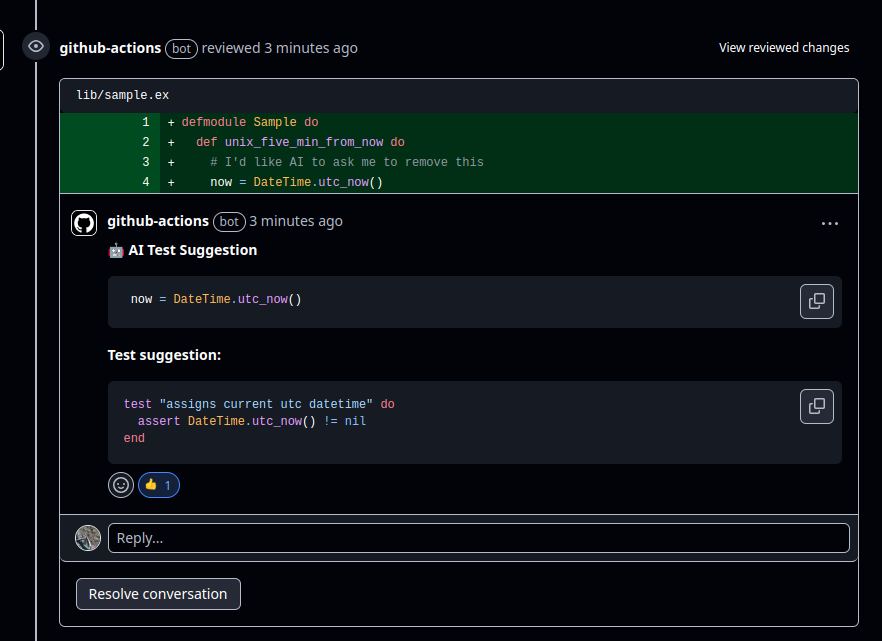 github-actions bot reviewed 3 minutes ago
View reviewed changes
lib/sample.ex
1 + defmodule Sample do
2 + def unix_five_min_from_now do
3 + # I'd like AI to ask me to remove this
4 + now = DateTime.utc_now()
github-actions bot 3 minutes ago
🤖 AI Test Suggestion
now = DateTime.utc_now()
Test suggestion:
test "assigns current utc datetime" do
assert DateTime.utc_now() != nil
end
👍 1
Reply...
Resolve conversation